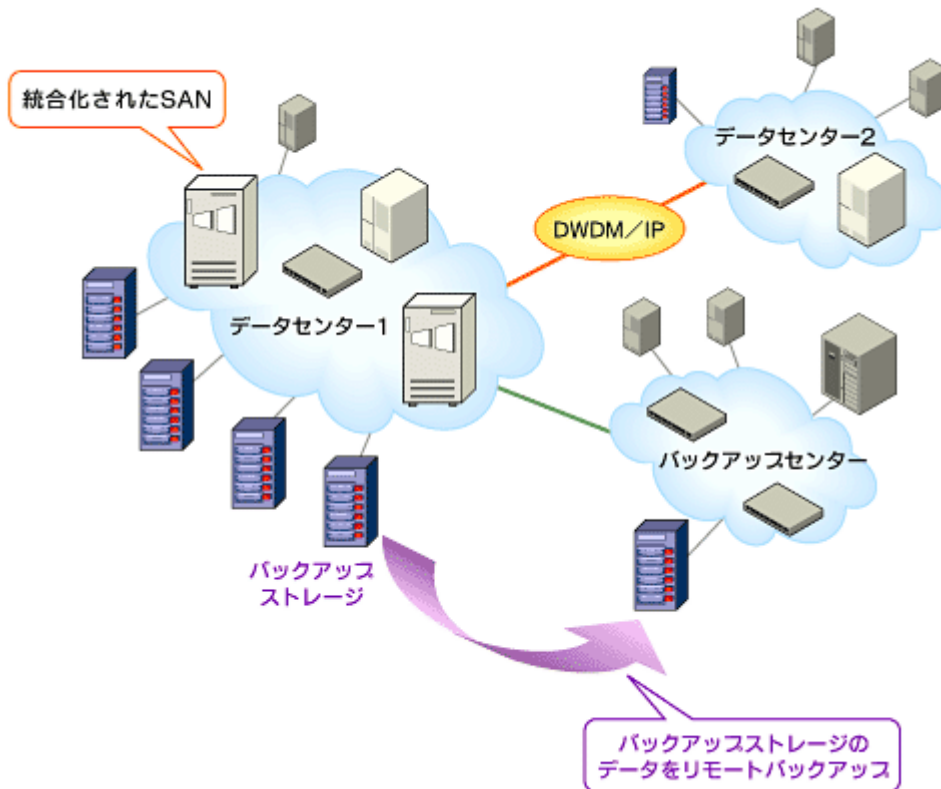 統合化されたSAN
データセンター2
DWDM／IP
データセンター1
バックアップセンター
バックアップ
ストレージ
バックアップストレージの
データをリモートバックアップ